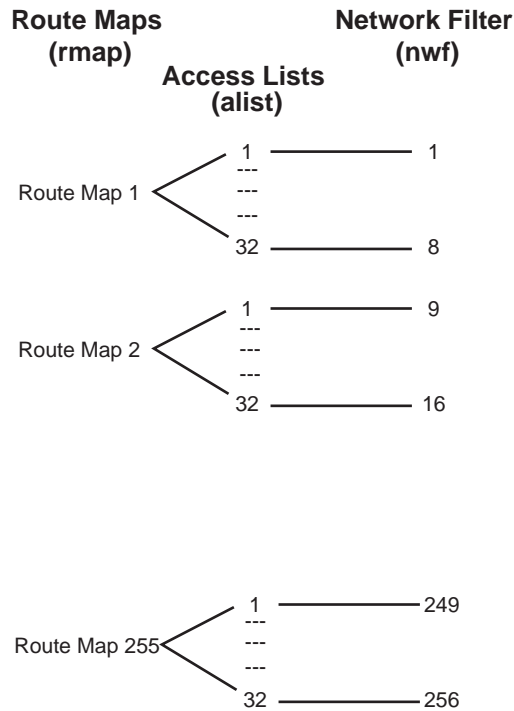 Route Maps
(rmap)
Network Filter
(nwf)
Access Lists
(alist)
1
1
---
Route Map 1
---
---
32
8
1
9
---
Route Map 2
---
---
32
16
1
249
---
Route Map 255
---
---
32
256